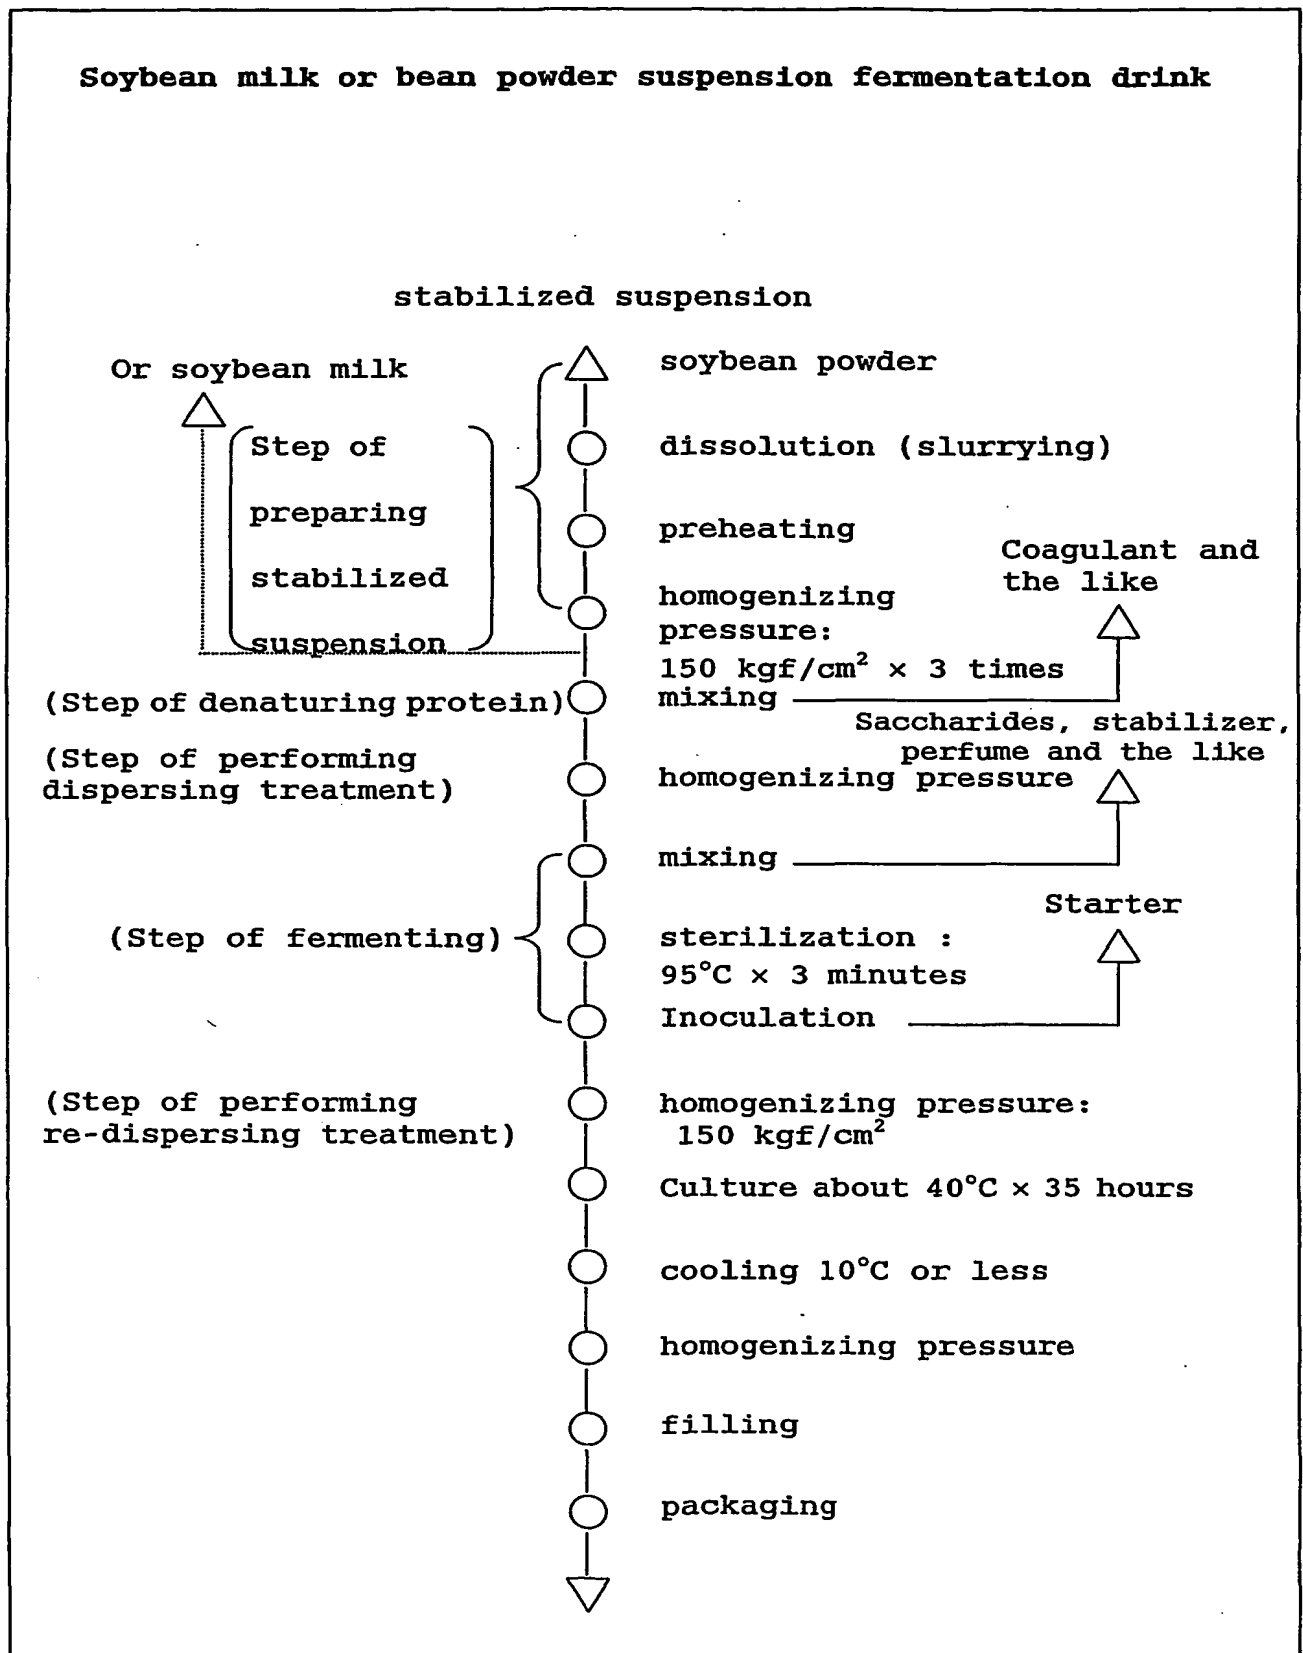 Soybean milk or bean powder suspension fermentation drink
stabilized suspension
Or soybean milk
soybean powder
Step of
preparing
stabilized
suspension
dissolution (slurrying)
preheating
homogenizing
pressure:
150 kgf/cm² × 3 times
Coagulant and
the like
(Step of denaturing protein)
mixing
Saccharides, stabilizer,
perfume and the like
(Step of performing
dispersing treatment)
homogenizing pressure
mixing
Starter
(Step of fermenting)
sterilization :
95°C × 3 minutes
Inoculation
(Step of performing
re-dispersing treatment)
homogenizing pressure:
150 kgf/cm²
Culture about 40°C × 35 hours
cooling 10°C or less
homogenizing pressure
filling
packaging